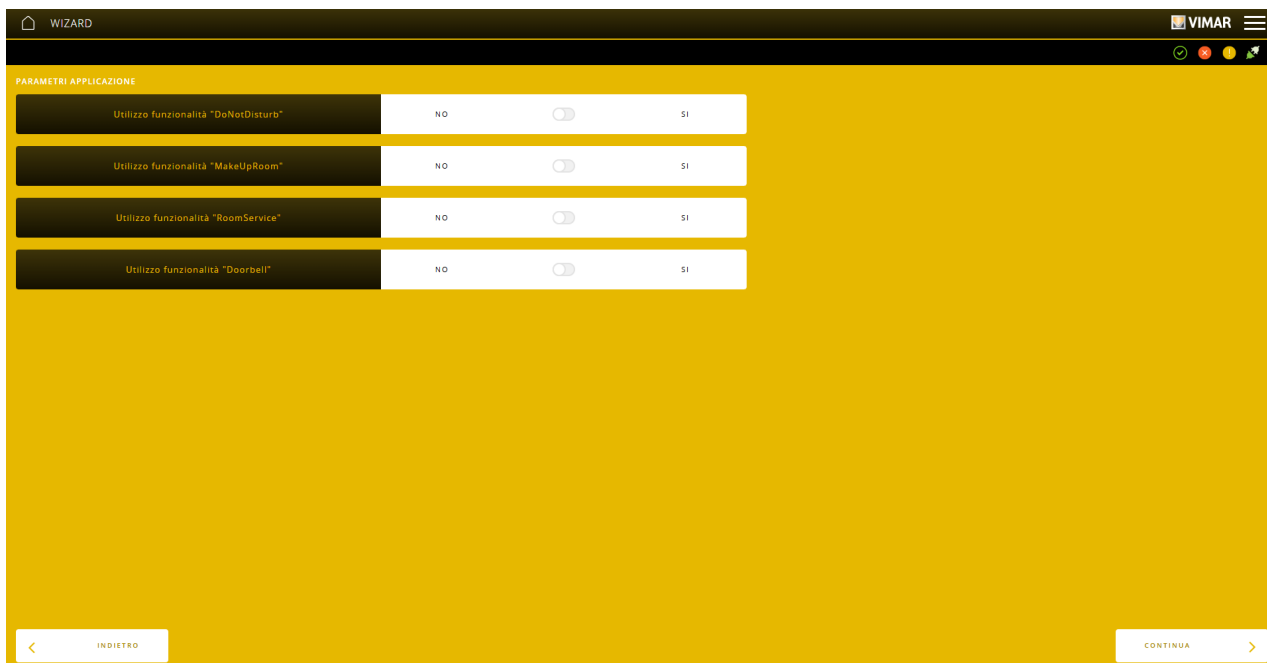 WIZARD
VIMAR
PARAMETRI APPLICAZIONE
Utilizzo funzionalità "DoNotDisturb" NO SI
Utilizzo funzionalità "MakeUpRoom" NO SI
Utilizzo funzionalità "RoomService" NO SI
Utilizzo funzionalità "Doorbell" NO SI
INDIETRO
CONTINUA